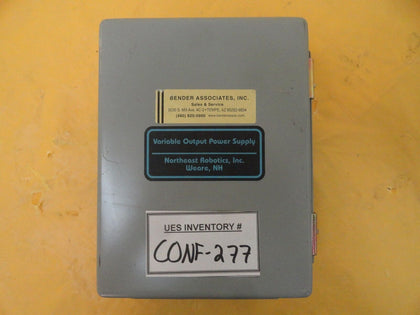 BENDER ASSOCIATES, INC.
Sales & Service
Variable Output Power Supply
Northeast Robotics, Inc.
Weare, NH
UES INVENTORY #
CONF-277